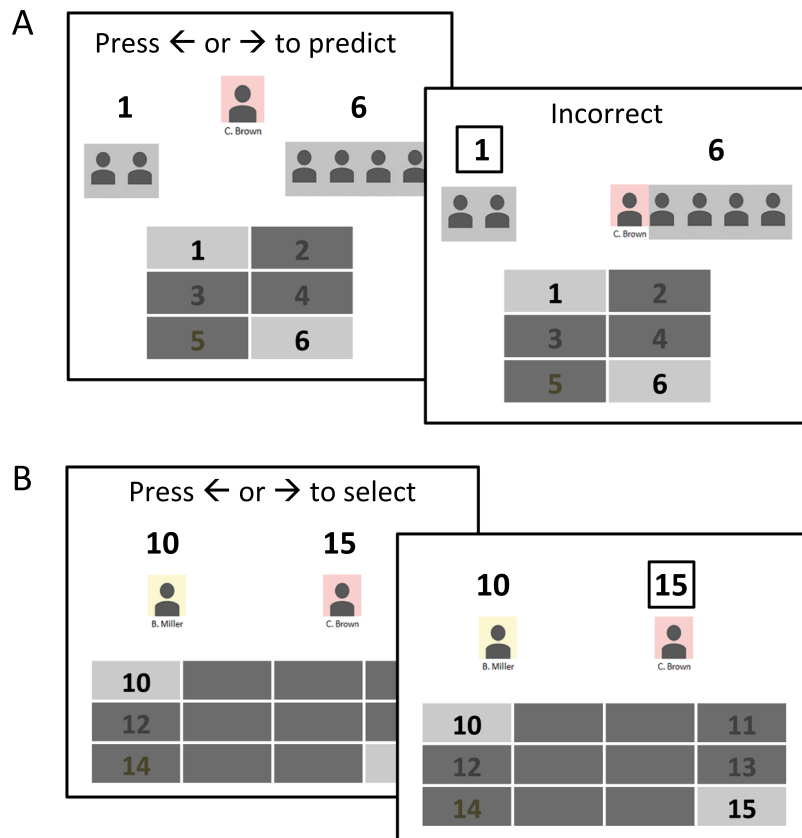 A
Press ← or → to predict
1
6
C. Brown
1 2
3 4
5 6
Incorrect
1
6
C. Brown
1 2
3 4
5 6
B
Press ← or → to select
10 15
B. Miller C. Brown
10
12
14
10 15
B. Miller C. Brown
10 11
12 13
14 15